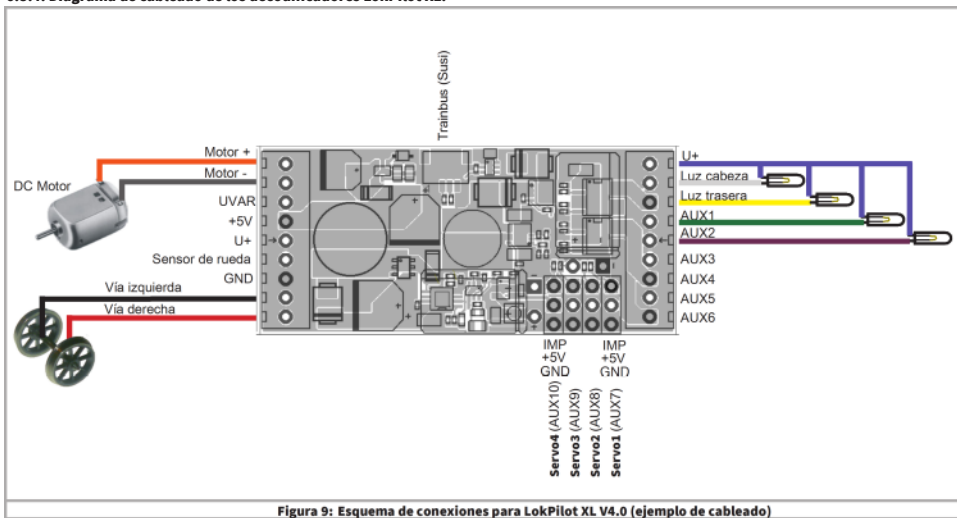 Trainbus (Susi)
DC Motor
Motor +
Motor -
UVAR
+5V
U+
Sensor de rueda
GND
Vía izquierda
Vía derecha
U+
Luz cabeza
Luz trasera
AUX1
AUX2
AUX3
AUX4
AUX5
AUX6
IMP
+5V
GND
IMP
+5V
GND
Servo4 (AUX10)
Servo3 (AUX9)
Servo2 (AUX8)
Servo1 (AUX7)
Figura 9: Esquema de conexiones para LokPilot XL V4.0 (ejemplo de cableado)